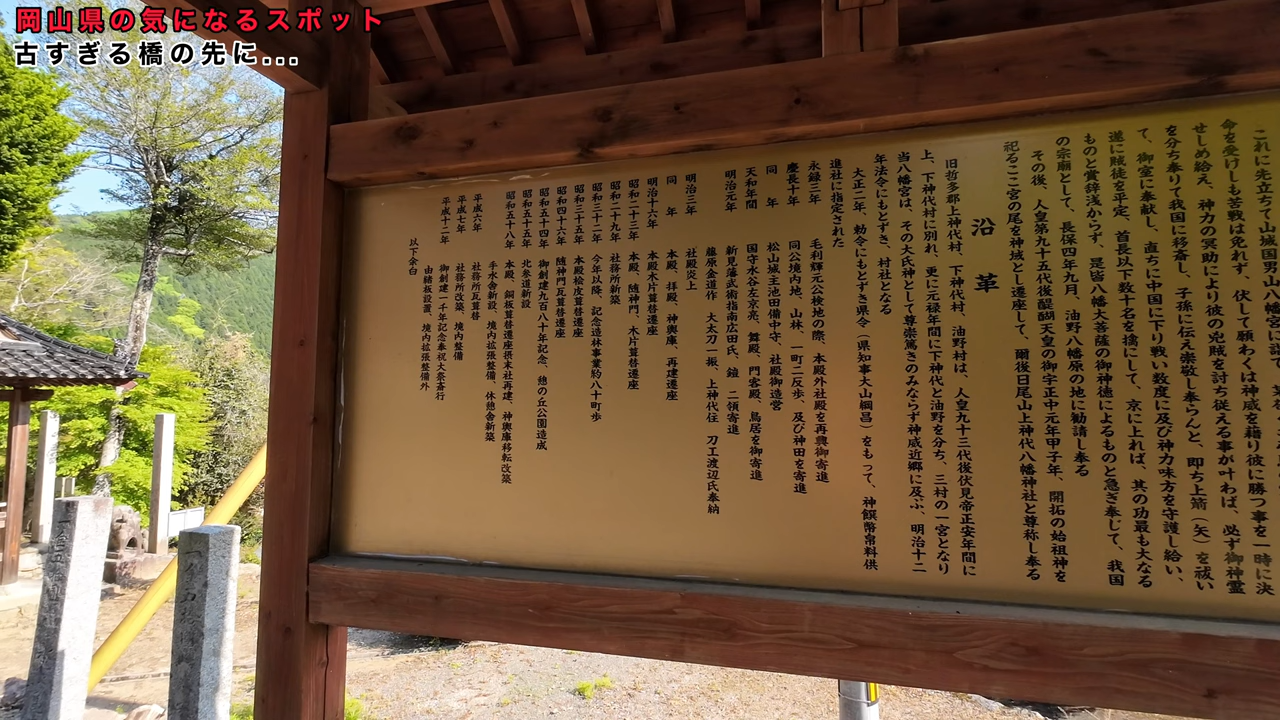 岡山県の気になるスポット
古すぎる橋の先に...
これに先立って山城国男山八幡宮に
命を受けしも苦戦は免れず、伏して願わくは神威を藉り彼に勝つ事を一時に決
せしめ給え、神力の冥助により彼の兇賊を討ち従える事が叶わば、必ず御神霊
を分ち奉りて我国に移斎し、子孫に伝え崇敬し奉らんと、即ち上箭(矢)を祓い
て、御室に奉献し、直ちに中国に下り戦い数度に及び神力味方を守護し給い、
遂に賊徒を平定、首長以下数十名を擒にして、京に上れば、其の功最も大なる
ものと賞辞浅からず、是皆八幡大菩薩の御神徳によるものと急ぎ奉じて、我国
の宗廟として、長保四年九月、油野八幡原の地に勧請し奉る
その後、人皇第九十五代後醍醐天皇の御宇正中元年甲子年、開拓の始祖神を
祀るここ宮の尾を神域とし遷座して、爾後日尾山上神代八幡神社と尊称し奉る
沿革
旧哲多郡上神代村、下神代村、油野村は、人皇九十三代後伏見帝正安年間に
上、下神代村に別れ、更に元禄年間に下神代と油野を分ち、三村の一宮となり
当八幡宮は、その大氏神として尊崇篤きのみならず神威近郷に及ぶ、明治十二
年法令にもとずき、村社となる
大正二年、勅令にもとずき県令(県知事大山綱昌)をもって、神饌幣帛料供
進社に指定された
永禄三年 毛利輝元公検地の際、本殿外社殿を再興御寄進
慶長十年 同公境内地、山林、一町二反歩、及び神田を寄進
同 年 松山城主池田備中守、社殿御造営
天和年間 国守水谷左京亮、舞殿、門客殿、鳥居を御寄進
明治元年 新見藩武術指南広田氏、鎧 二領寄進
藤原金道作 大太刀一振、上神代住 刀工渡辺氏奉納
明治三年 社殿炎上
同 年 本殿、拝殿、神輿庫、再建遷座
明治十六年 本殿木片葺替遷座
昭和二十三年 本殿、随神門、木片葺替遷座
昭和二十九年 社務所新築
昭和三十二年 今年以降、記念造林事業約八十町歩
昭和三十五年 本殿桧皮葺替遷座
昭和四十六年 随神門瓦葺替遷座
昭和五十四年 御創建九百八十年記念、憩の丘公園造成
昭和五十五年 北参道新設
昭和五十八年 本殿、銅板葺替遷座摂末社再建、神輿庫移転改築
手水舎新設、境内拡張整備、休憩舎新築
平成六年 社務所瓦葺替
平成七年 社務所改築、境内整備
平成十二年 御創建一千年記念奉祝大祭斎行
由緒板設置、境内拡張整備外
以下余白